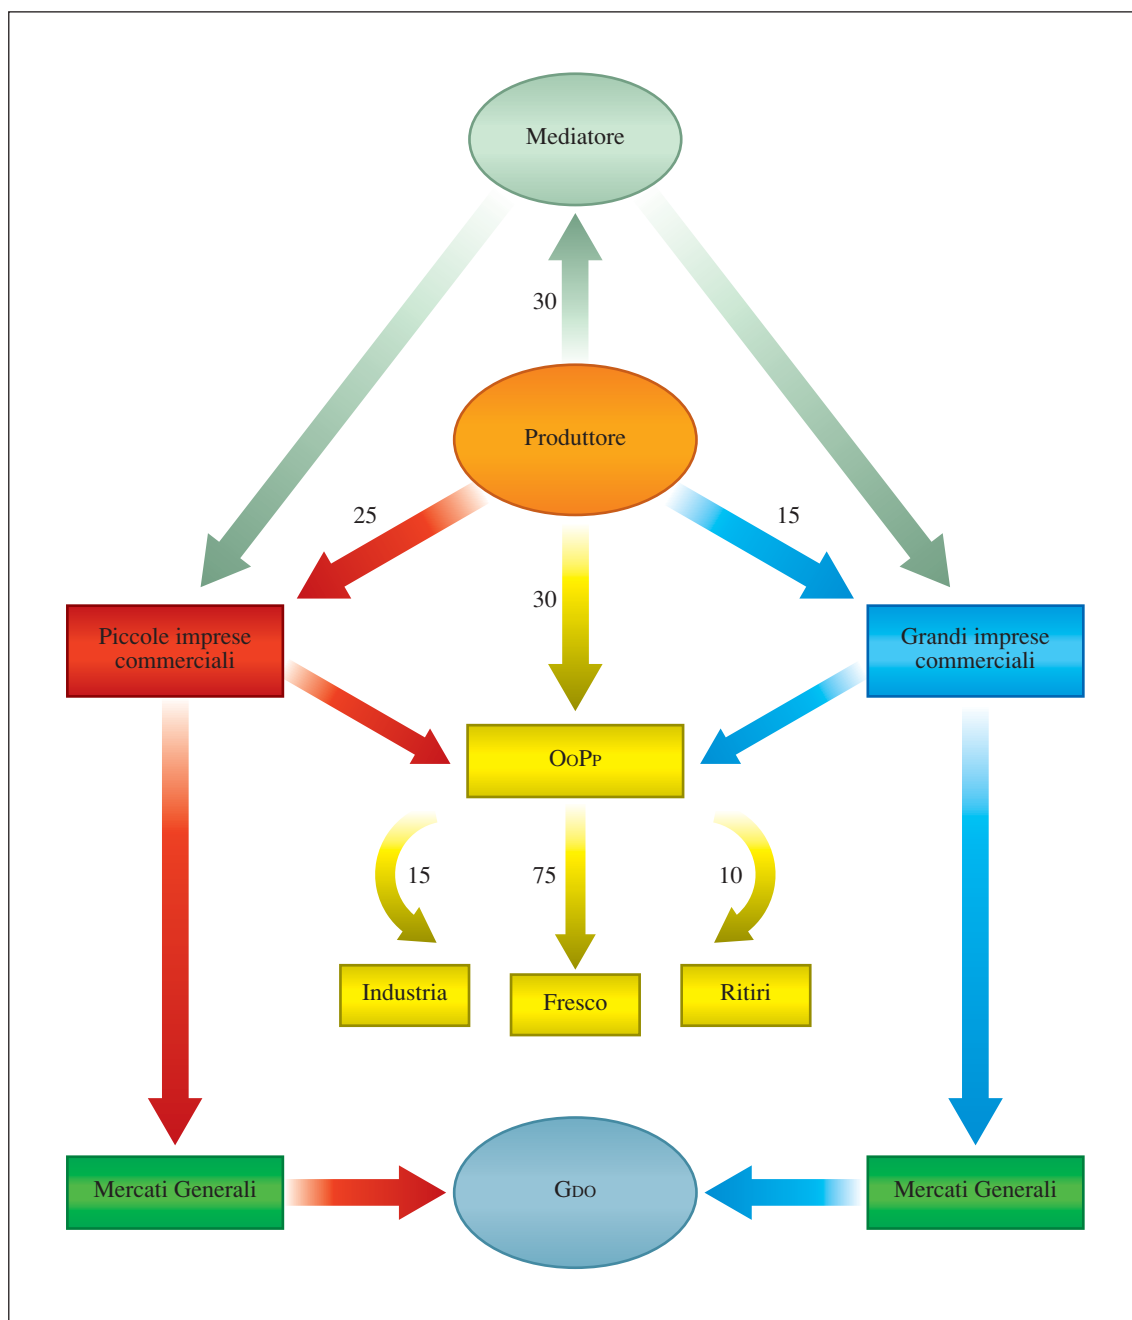 Mediatore
30
Produttore
25
15
30
Piccole imprese
commerciali
Grandi imprese
commerciali
OOPP
15
75
10
Industria
Fresco
Ritiri
Mercati Generali
GDO
Mercati Generali